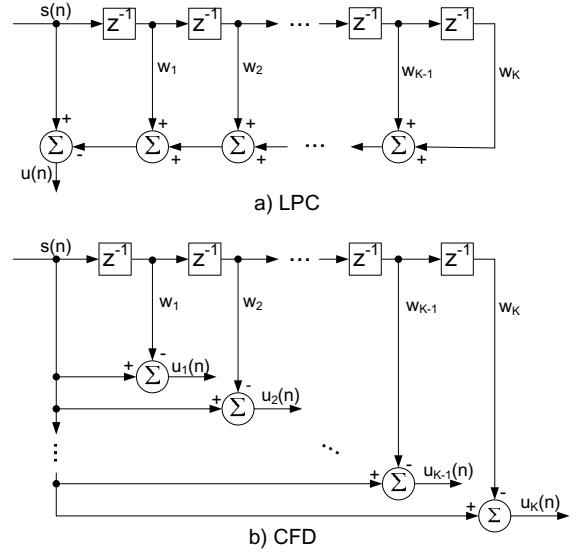 s(n)
z⁻¹ z⁻¹ ... z⁻¹ z⁻¹
w₁ w₂ w_{K-1} w_K
+ + + +
Σ - Σ + Σ + ... Σ +
u(n)
a) LPC
s(n)
z⁻¹ z⁻¹ ... z⁻¹ z⁻¹
w₁ w₂ w_{K-1} w_K
+ - Σ u₁(n)
+ - Σ u₂(n)
... ...
+ - Σ u_{K-1}(n)
+ - Σ u_K(n)
b) CFD